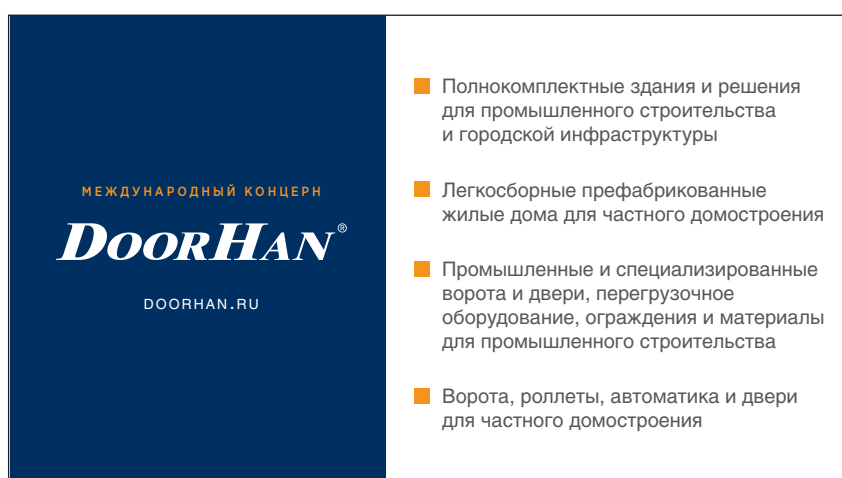 МЕЖДУНАРОДНЫЙ КОНЦЕРН
DOORHAN®
DOORHAN.RU
Полнокомплектные здания и решения
для промышленного строительства
и городской инфраструктуры
Легкосборные префабрикованные
жилые дома для частного домостроения
Промышленные и специализированные
ворота и двери, перегрузочное
оборудование, ограждения и материалы
для промышленного строительства
Ворота, роллеты, автоматика и двери
для частного домостроения